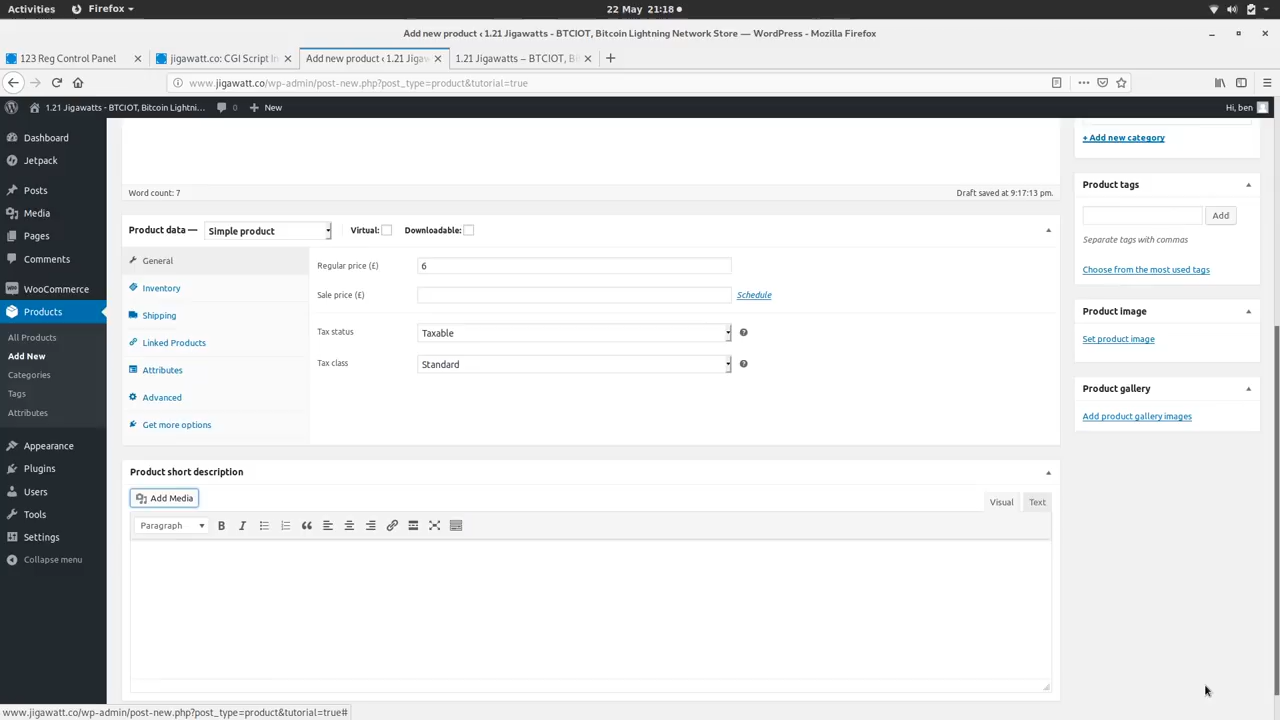 Activities Firefox 22 May 21:18
Add new product ‹ 1.21 Jigawatts - BTCIOT, Bitcoin Lightning Network Store — WordPress - Mozilla Firefox
123 Reg Control Panel × jigawatt.co: CGI Script In × Add new product ‹ 1.21 Jigaw × 1.21 Jigawatts – BTCIOT, Bi × +
www.jigawatt.co/wp-admin/post-new.php?post_type=product&tutorial=true
1.21 Jigawatts - BTCIOT, Bitcoin Lightni... 0 + New Hi, ben
Dashboard
Jetpack
Posts
Media
Pages
Comments
WooCommerce
Products
All Products
Add New
Categories
Tags
Attributes
Appearance
Plugins
Users
Tools
Settings
Collapse menu
Word count: 7 Draft saved at 9:17:13 pm.
Product data — Simple product Virtual: Downloadable:
General
Inventory
Shipping
Linked Products
Attributes
Advanced
Get more options
Regular price (£) 6
Sale price (£) Schedule
Tax status Taxable ?
Tax class Standard ?
Product short description
Add Media Visual Text
Paragraph B I
+ Add new category
Product tags
Add
Separate tags with commas
Choose from the most used tags
Product image
Set product image
Product gallery
Add product gallery images
www.jigawatt.co/wp-admin/post-new.php?post_type=product&tutorial=true#